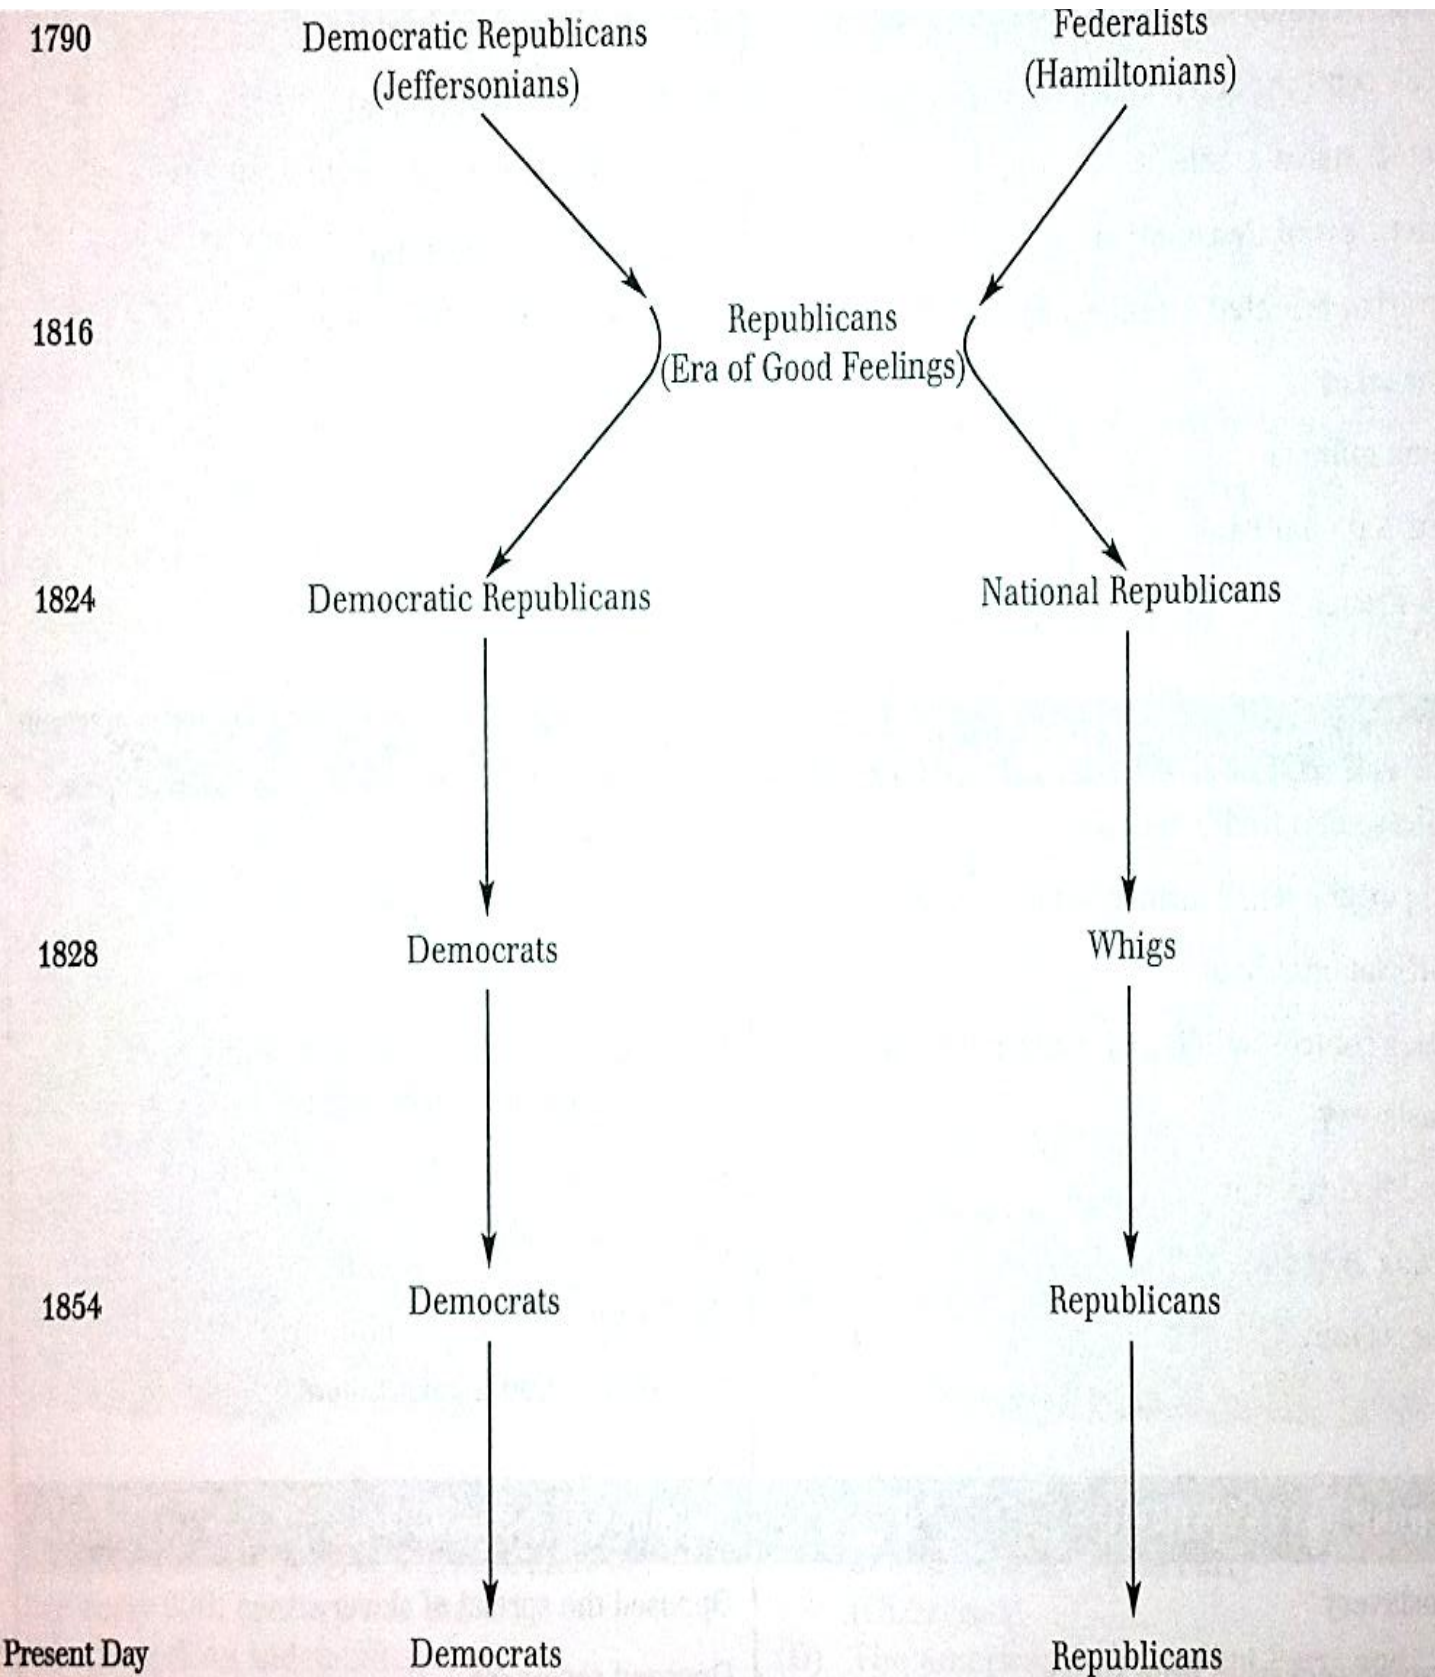 1790 Democratic Republicans Federalists
(Jeffersonians) (Hamiltonians)
1816 Republicans
(Era of Good Feelings)
1824 Democratic Republicans National Republicans
1828 Democrats Whigs
1854 Democrats Republicans
Present Day Democrats Republicans